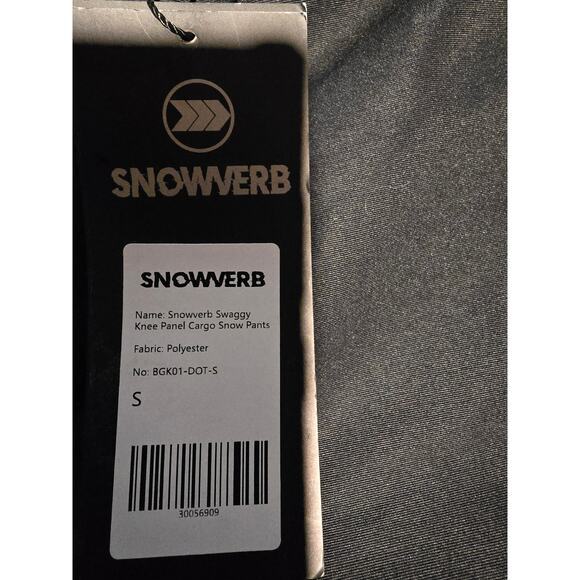 SNOWVERB
SNOWVERB
Name: Snowverb Swaggy
Knee Panel Cargo Snow Pants
Fabric: Polyester
No: BGK01-DOT-S
S
30056909